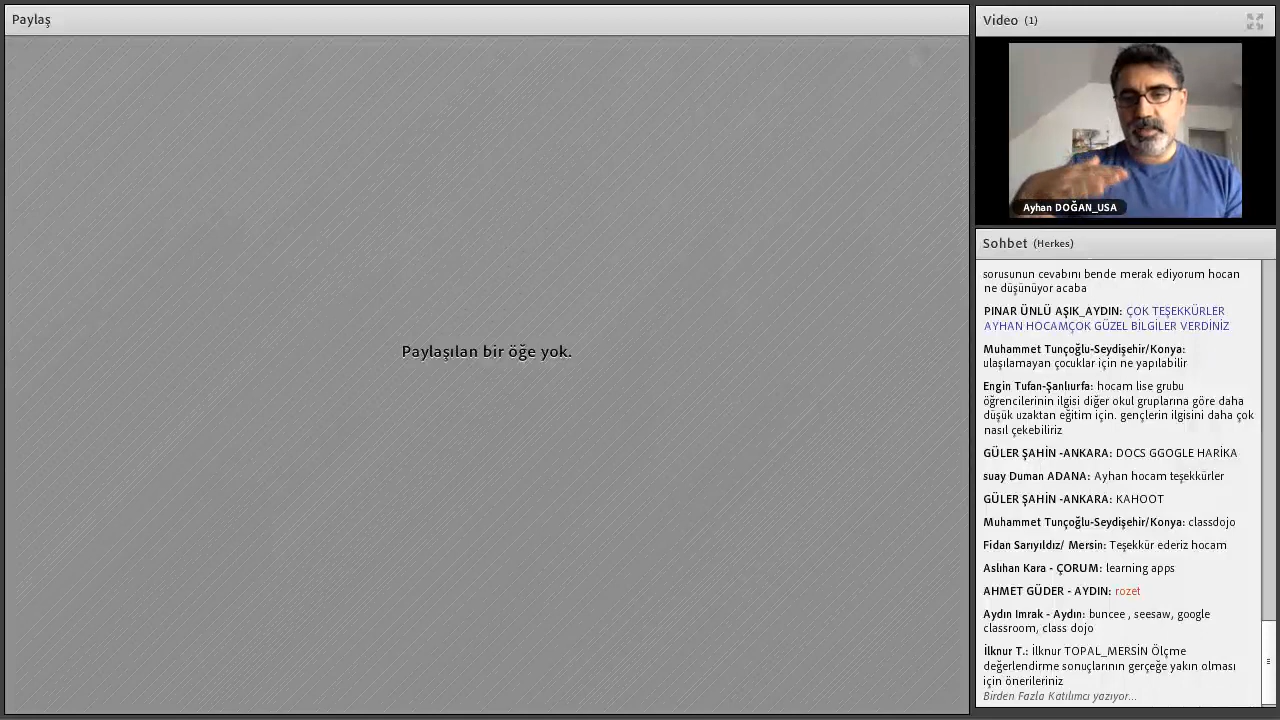 Paylaş
Paylaşılan bir öğe yok.
Video (1)
Ayhan DOĞAN_USA
Sohbet (Herkes)
sorusunun cevabını bende merak ediyorum hocan
ne düşünüyor acaba
PINAR ÜNLÜ AŞIK_AYDIN: ÇOK TEŞEKKÜRLER
AYHAN HOCAMÇOK GÜZEL BİLGİLER VERDİNİZ
Muhammet Tunçoğlu-Seydişehir/Konya:
ulaşılamayan çocuklar için ne yapılabilir
Engin Tufan-Şanlıurfa: hocam lise grubu
öğrencilerinin ilgisi diğer okul gruplarına göre daha
düşük uzaktan eğitim için. gençlerin ilgisini daha çok
nasıl çekebiliriz
GÜLER ŞAHİN -ANKARA: DOCS GGOGLE HARİKA
suay Duman ADANA: Ayhan hocam teşekkürler
GÜLER ŞAHİN -ANKARA: KAHOOT
Muhammet Tunçoğlu-Seydişehir/Konya: classdojo
Fidan Sarıyıldız/ Mersin: Teşekkür ederiz hocam
Aslıhan Kara - ÇORUM: learning apps
AHMET GÜDER - AYDIN: rozet
Aydın Imrak - Aydın: buncee , seesaw, google
classroom, class dojo
İlknur T.: İlknur TOPAL_MERSİN Ölçme
değerlendirme sonuçlarının gerçeğe yakın olması
için önerileriniz
Birden Fazla Katılımcı yazıyor...